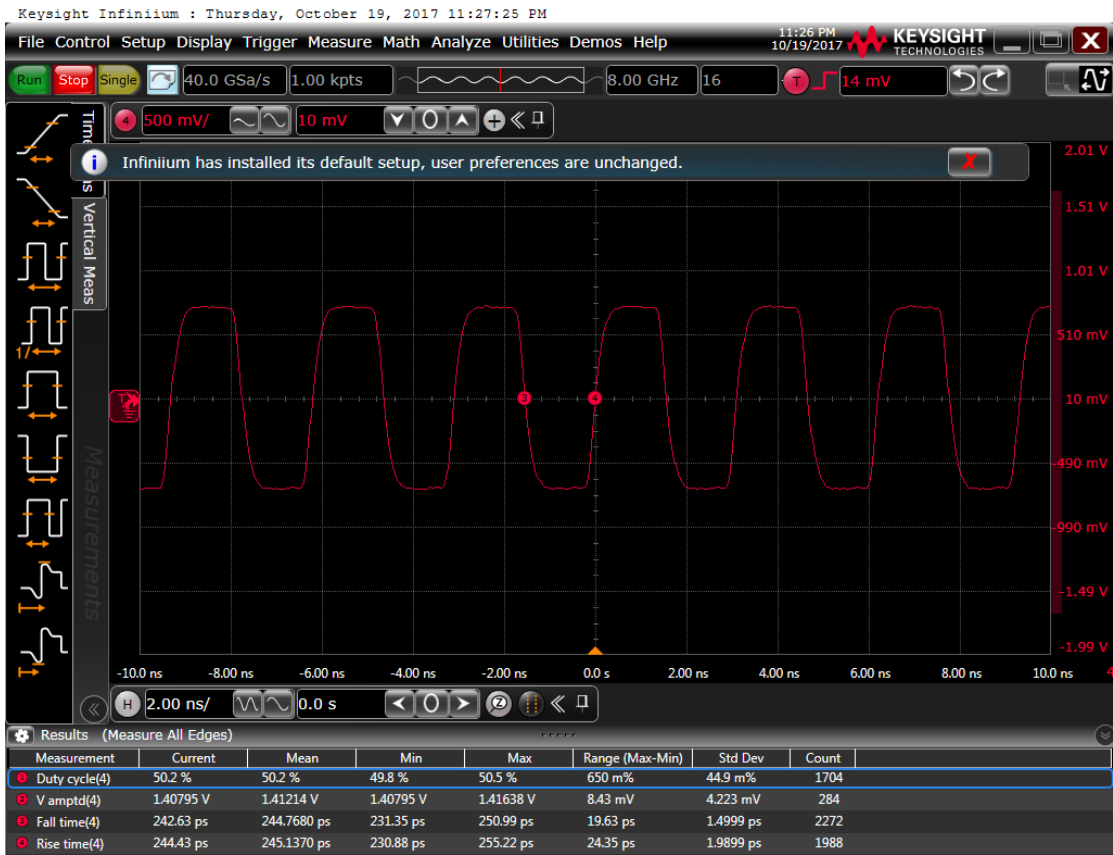 Keysight Infiniium : Thursday, October 19, 2017 11:27:25 PM
File Control Setup Display Trigger Measure Math Analyze Utilities Demos Help
11:26 PM
10/19/2017
KEYSIGHT
TECHNOLOGIES
Run Stop Single 40.0 GSa/s 1.00 kpts 8.00 GHz 16 T 14 mV
4 500 mV/ 10 mV
Infiniium has installed its default setup, user preferences are unchanged.
Vertical Meas
Measurements
1/
2.01 V
1.51 V
1.01 V
510 mV
10 mV
-490 mV
-990 mV
-1.49 V
-1.99 V
3 4
-10.0 ns -8.00 ns -6.00 ns -4.00 ns -2.00 ns 0.0 s 2.00 ns 4.00 ns 6.00 ns 8.00 ns 10.0 ns
H 2.00 ns/ 0.0 s
Results (Measure All Edges)
Measurement Current Mean Min Max Range (Max-Min) Std Dev Count
1 Duty cycle(4) 50.2 % 50.2 % 49.8 % 50.5 % 650 m% 44.9 m% 1704
2 V amptd(4) 1.40795 V 1.41214 V 1.40795 V 1.41638 V 8.43 mV 4.223 mV 284
3 Fall time(4) 242.63 ps 244.7680 ps 231.35 ps 250.99 ps 19.63 ps 1.4999 ps 2272
4 Rise time(4) 244.43 ps 245.1370 ps 230.88 ps 255.22 ps 24.35 ps 1.9899 ps 1988